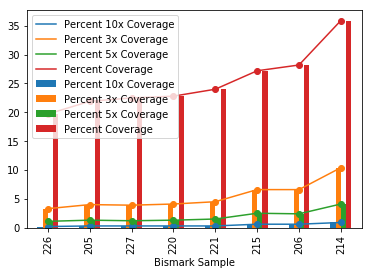 35
30
25
20
15
10
5
0
Percent 10x Coverage
Percent 3x Coverage
Percent 5x Coverage
Percent Coverage
Percent 10x Coverage
Percent 3x Coverage
Percent 5x Coverage
Percent Coverage
226 205 227 220 221 215 206 214
Bismark Sample